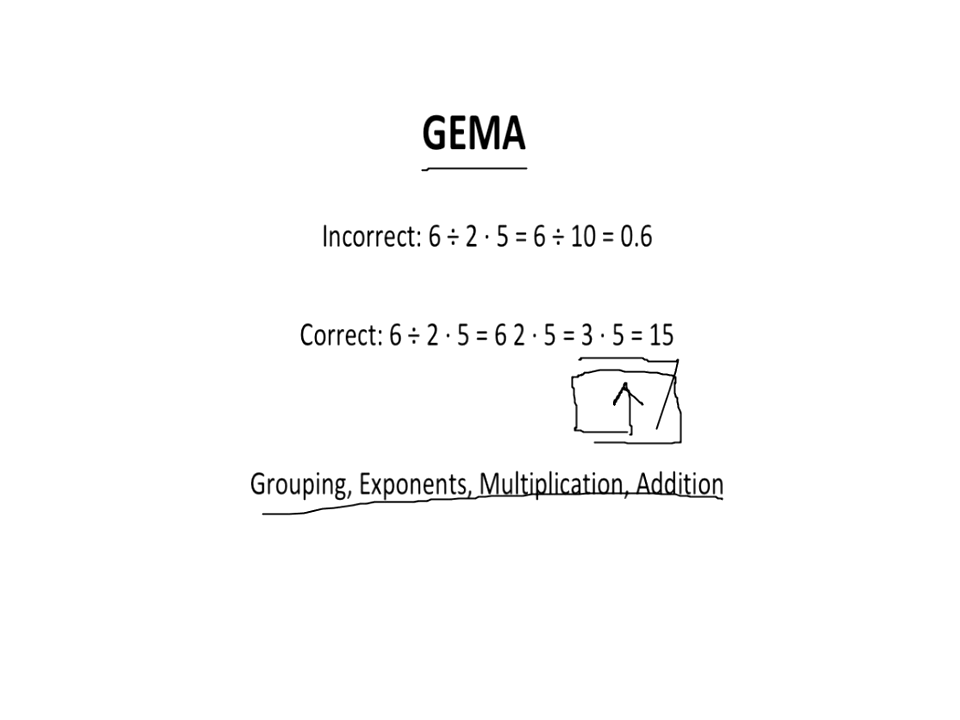 GEMA
Incorrect: 6 ÷ 2 · 5 = 6 ÷ 10 = 0.6
Correct: 6 ÷ 2 · 5 = 6 2 · 5 = 3 · 5 = 15
Grouping, Exponents, Multiplication, Addition